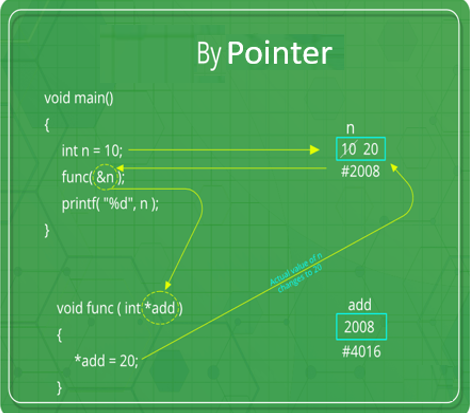 By Pointer
void main()
{
int n = 10;
func( &n );
printf( "%d", n );
}
n
10 20
#2008
Actual value of n
changes to 20
void func ( int *add )
{
*add = 20;
}
add
2008
#4016